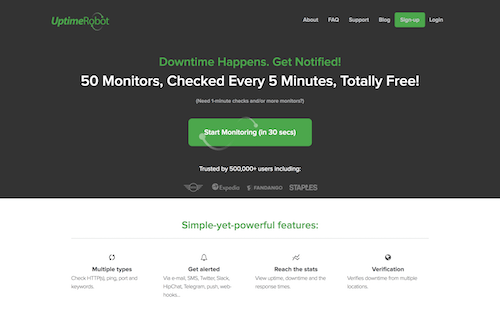 UptimeRobot
About FAQ Support Blog Sign-up Login
Downtime Happens. Get Notified!
50 Monitors, Checked Every 5 Minutes, Totally Free!
(Need 1-minute checks and/or more monitors?)
Start Monitoring (in 30 secs)
Trusted by 500,000+ users including:
Expedia FANDANGO STAPLES
Simple-yet-powerful features:
Multiple types
Check HTTP(s), ping, port and
keywords.
Get alerted
Via e-mail, SMS, Twitter, Slack,
HipChat, Telegram, push, web-
hooks...
Reach the stats
View uptime, downtime and the
response times.
Verification
Verifies downtime from multiple
locations.